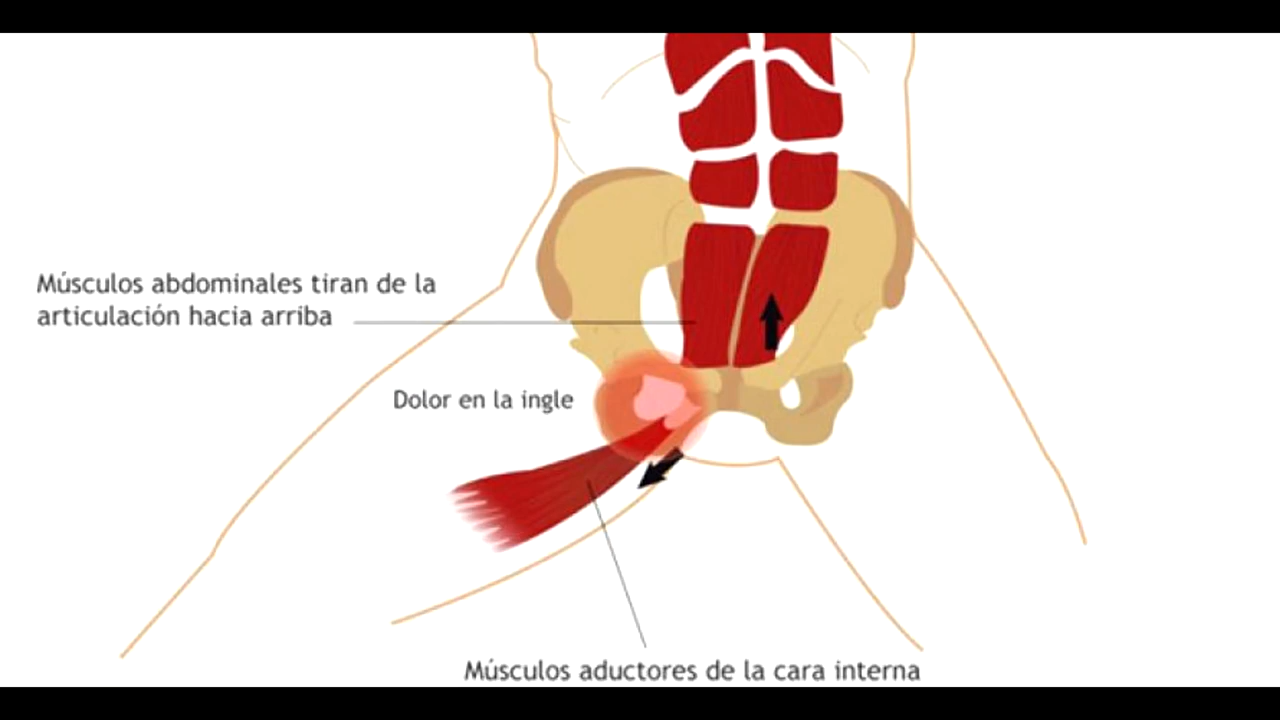 Músculos abdominales tiran de la
articulación hacia arriba
Dolor en la ingle
Músculos aductores de la cara interna